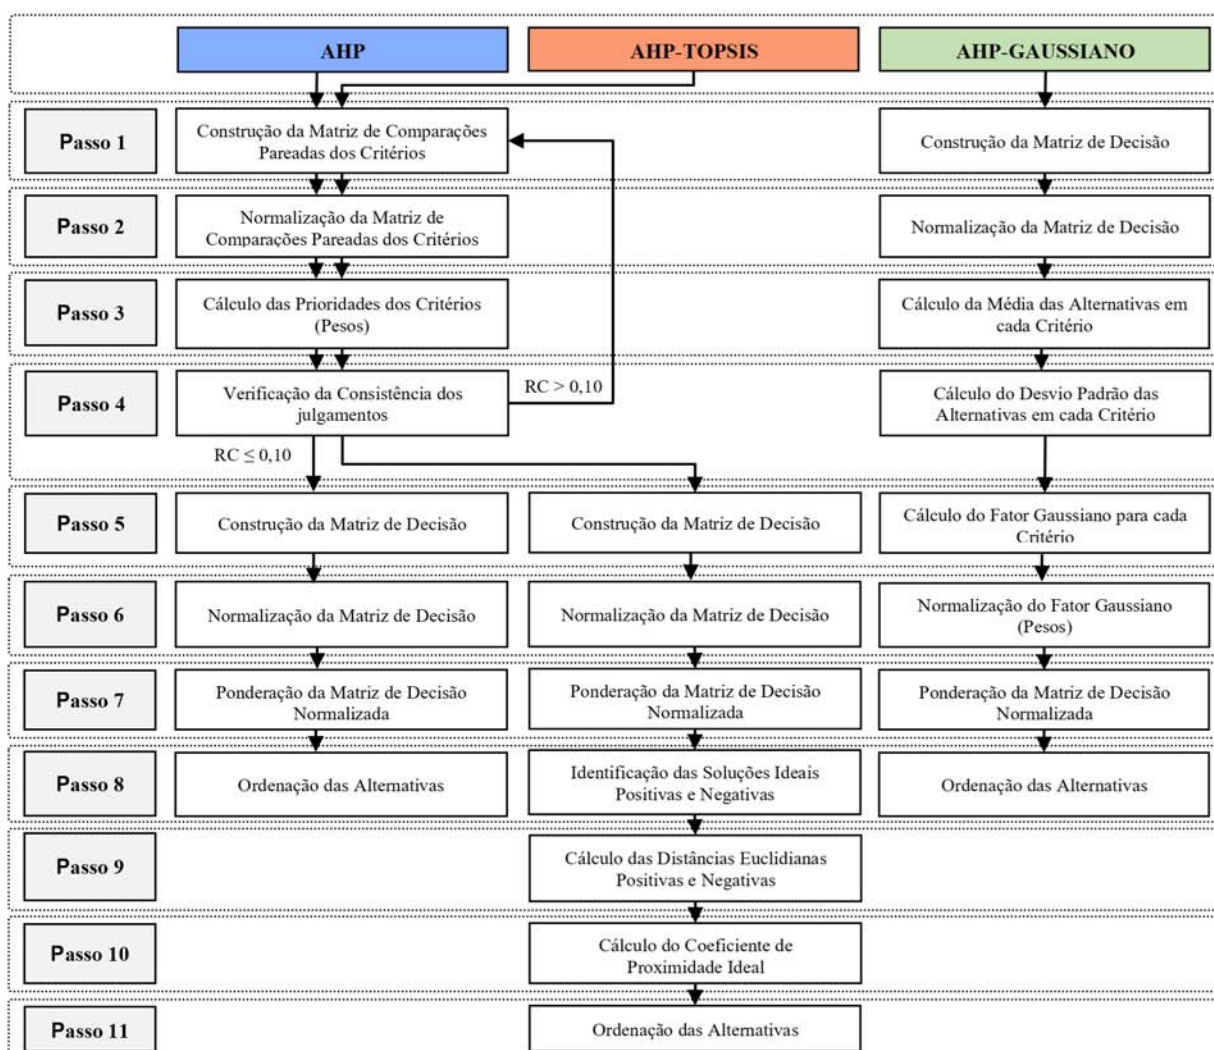 AHP
AHP-TOPSIS
AHP-GAUSSIANO
Passo 1
Construção da Matriz de Comparações
Pareadas dos Critérios
Construção da Matriz de Decisão
Passo 2
Normalização da Matriz de
Comparações Pareadas dos Critérios
Normalização da Matriz de Decisão
Passo 3
Cálculo das Prioridades dos Critérios
(Pesos)
Cálculo da Média das Alternativas em
cada Critério
Passo 4
Verificação da Consistência dos
julgamentos
RC > 0,10
Cálculo do Desvio Padrão das
Alternativas em cada Critério
RC ≤ 0,10
Passo 5
Construção da Matriz de Decisão
Construção da Matriz de Decisão
Cálculo do Fator Gaussiano para cada
Critério
Passo 6
Normalização da Matriz de Decisão
Normalização da Matriz de Decisão
Normalização do Fator Gaussiano
(Pesos)
Passo 7
Ponderação da Matriz de Decisão
Normalizada
Ponderação da Matriz de Decisão
Normalizada
Ponderação da Matriz de Decisão
Normalizada
Passo 8
Ordenação das Alternativas
Identificação das Soluções Ideais
Positivas e Negativas
Ordenação das Alternativas
Passo 9
Cálculo das Distâncias Euclidianas
Positivas e Negativas
Passo 10
Cálculo do Coeficiente de
Proximidade Ideal
Passo 11
Ordenação das Alternativas